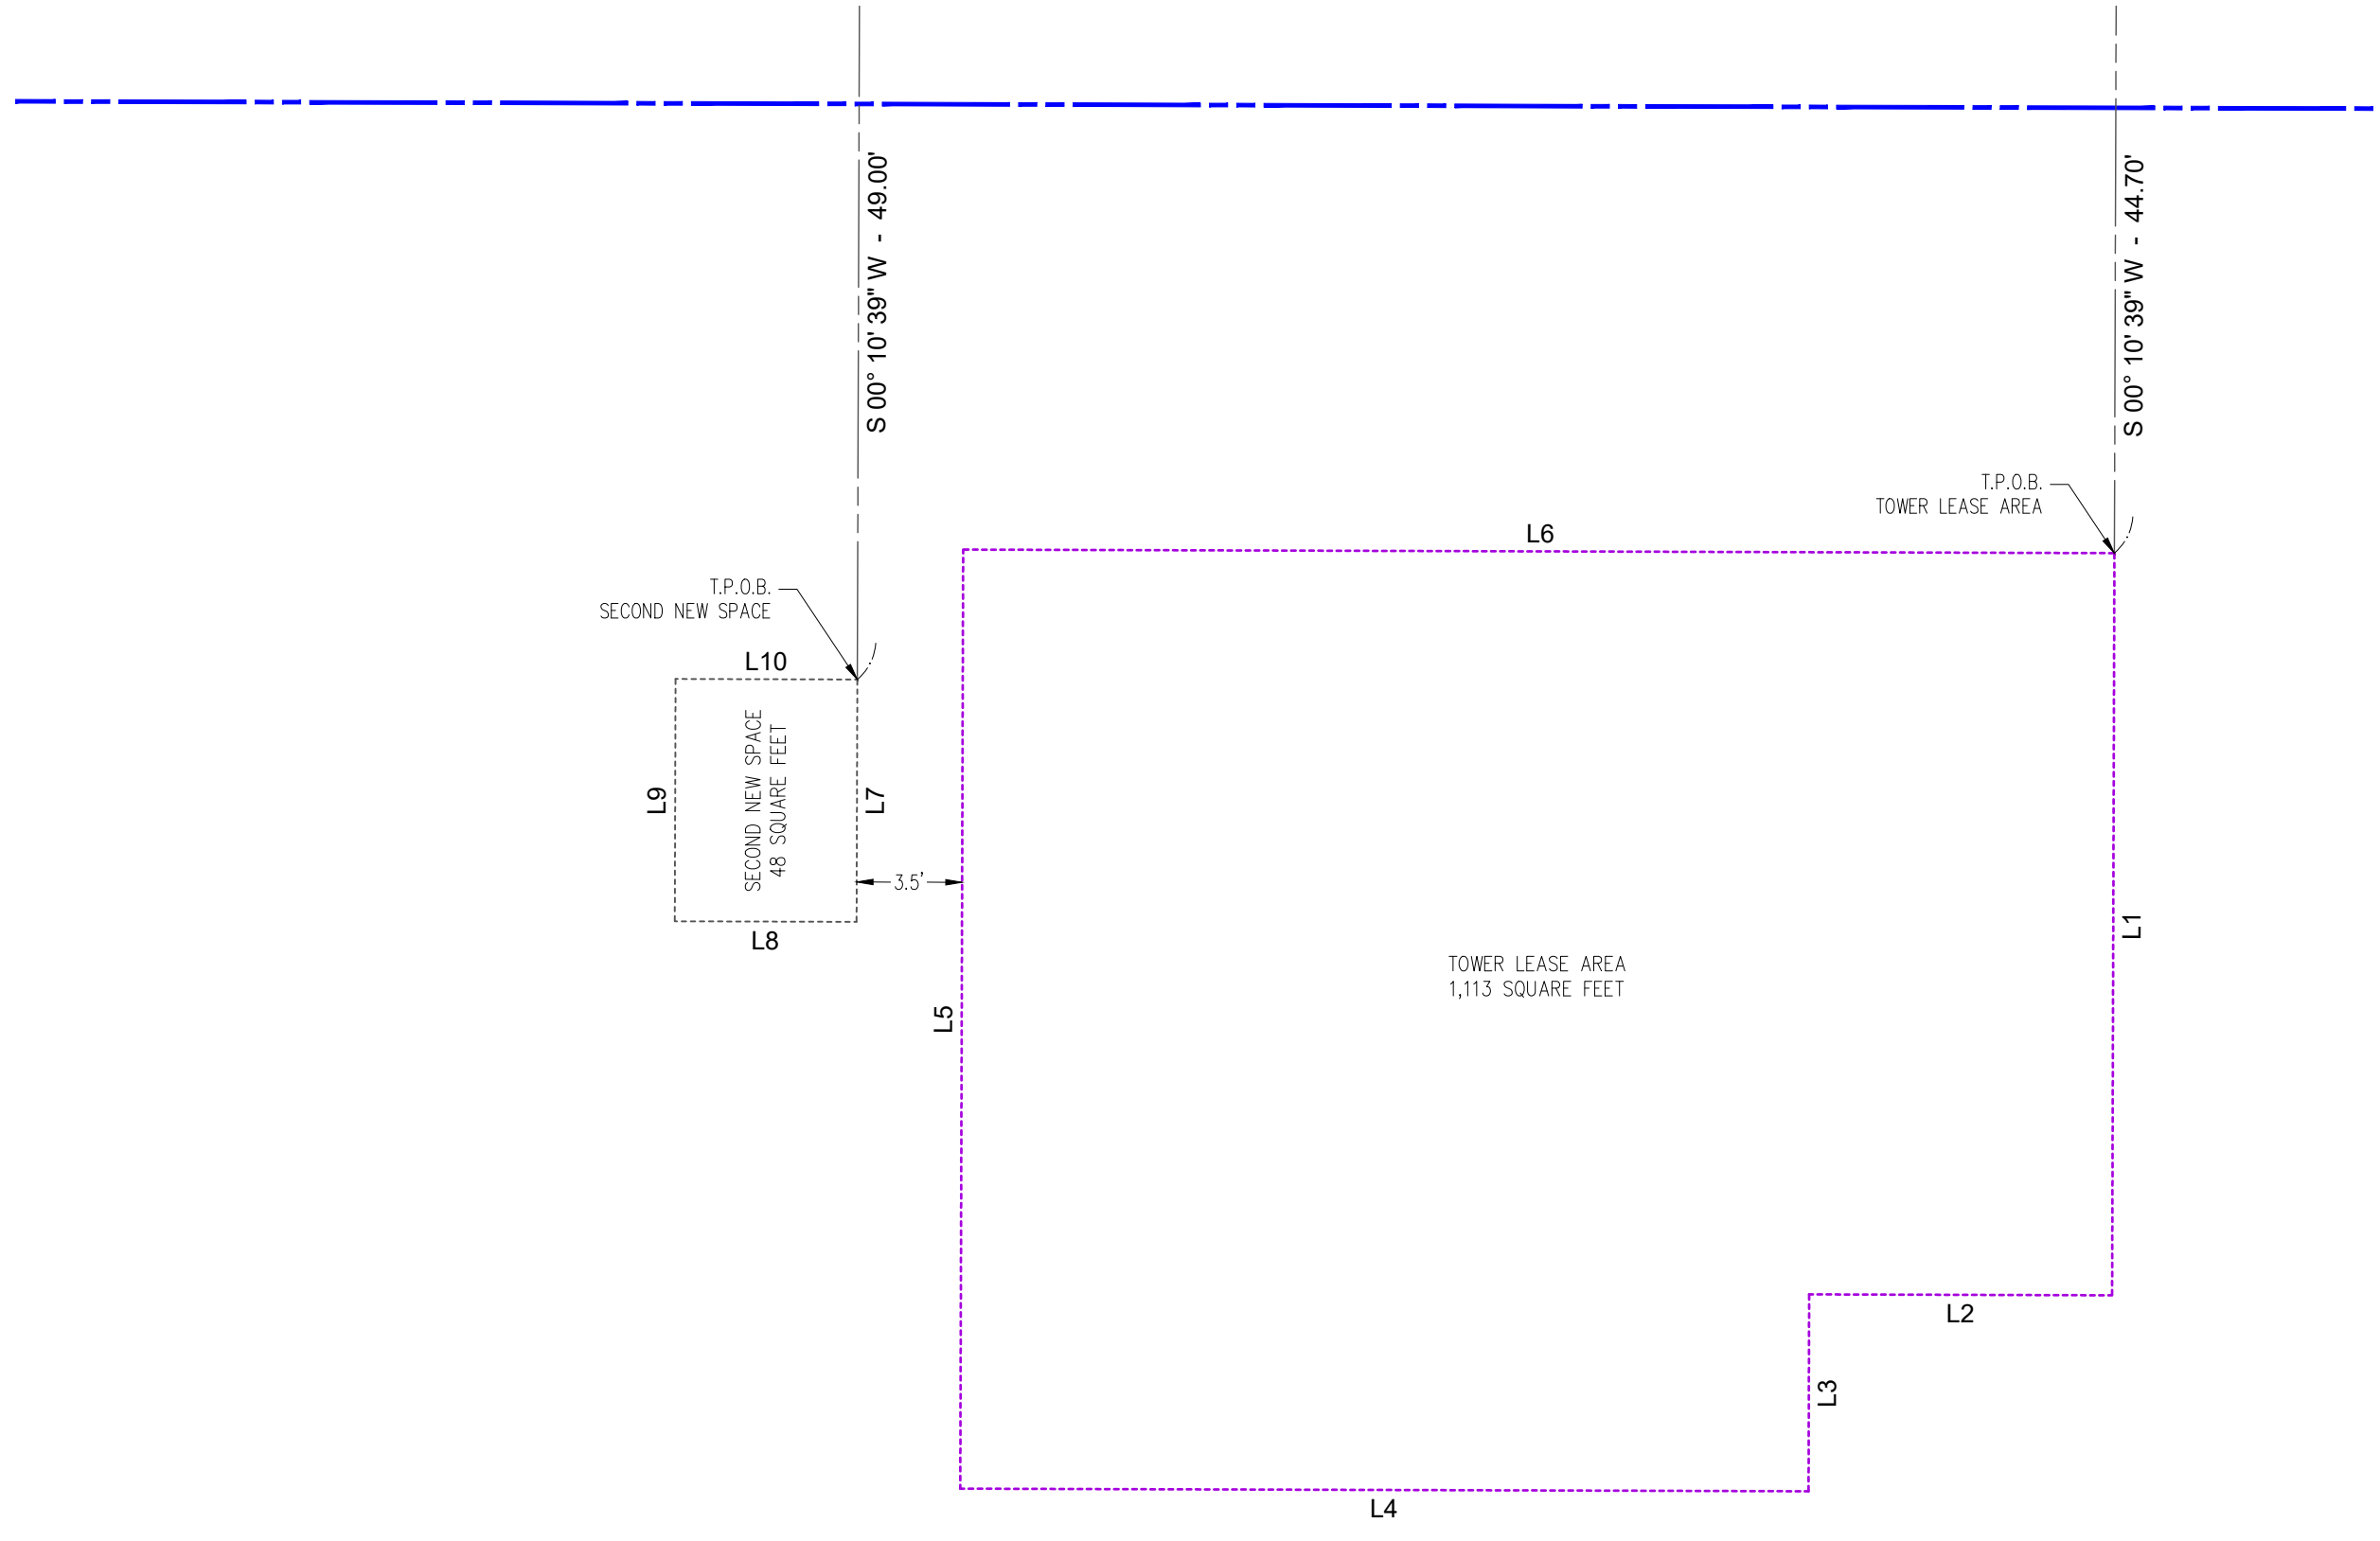 S 00° 10' 39" W - 49.00'
S 00° 10' 39" W - 44.70'
T.P.O.B.
TOWER LEASE AREA
L6
T.P.O.B.
SECOND NEW SPACE
L10
SECOND NEW SPACE
48 SQUARE FEET
L9
L7
3.5'
L8
L1
TOWER LEASE AREA
1,113 SQUARE FEET
L5
L2
L3
L4